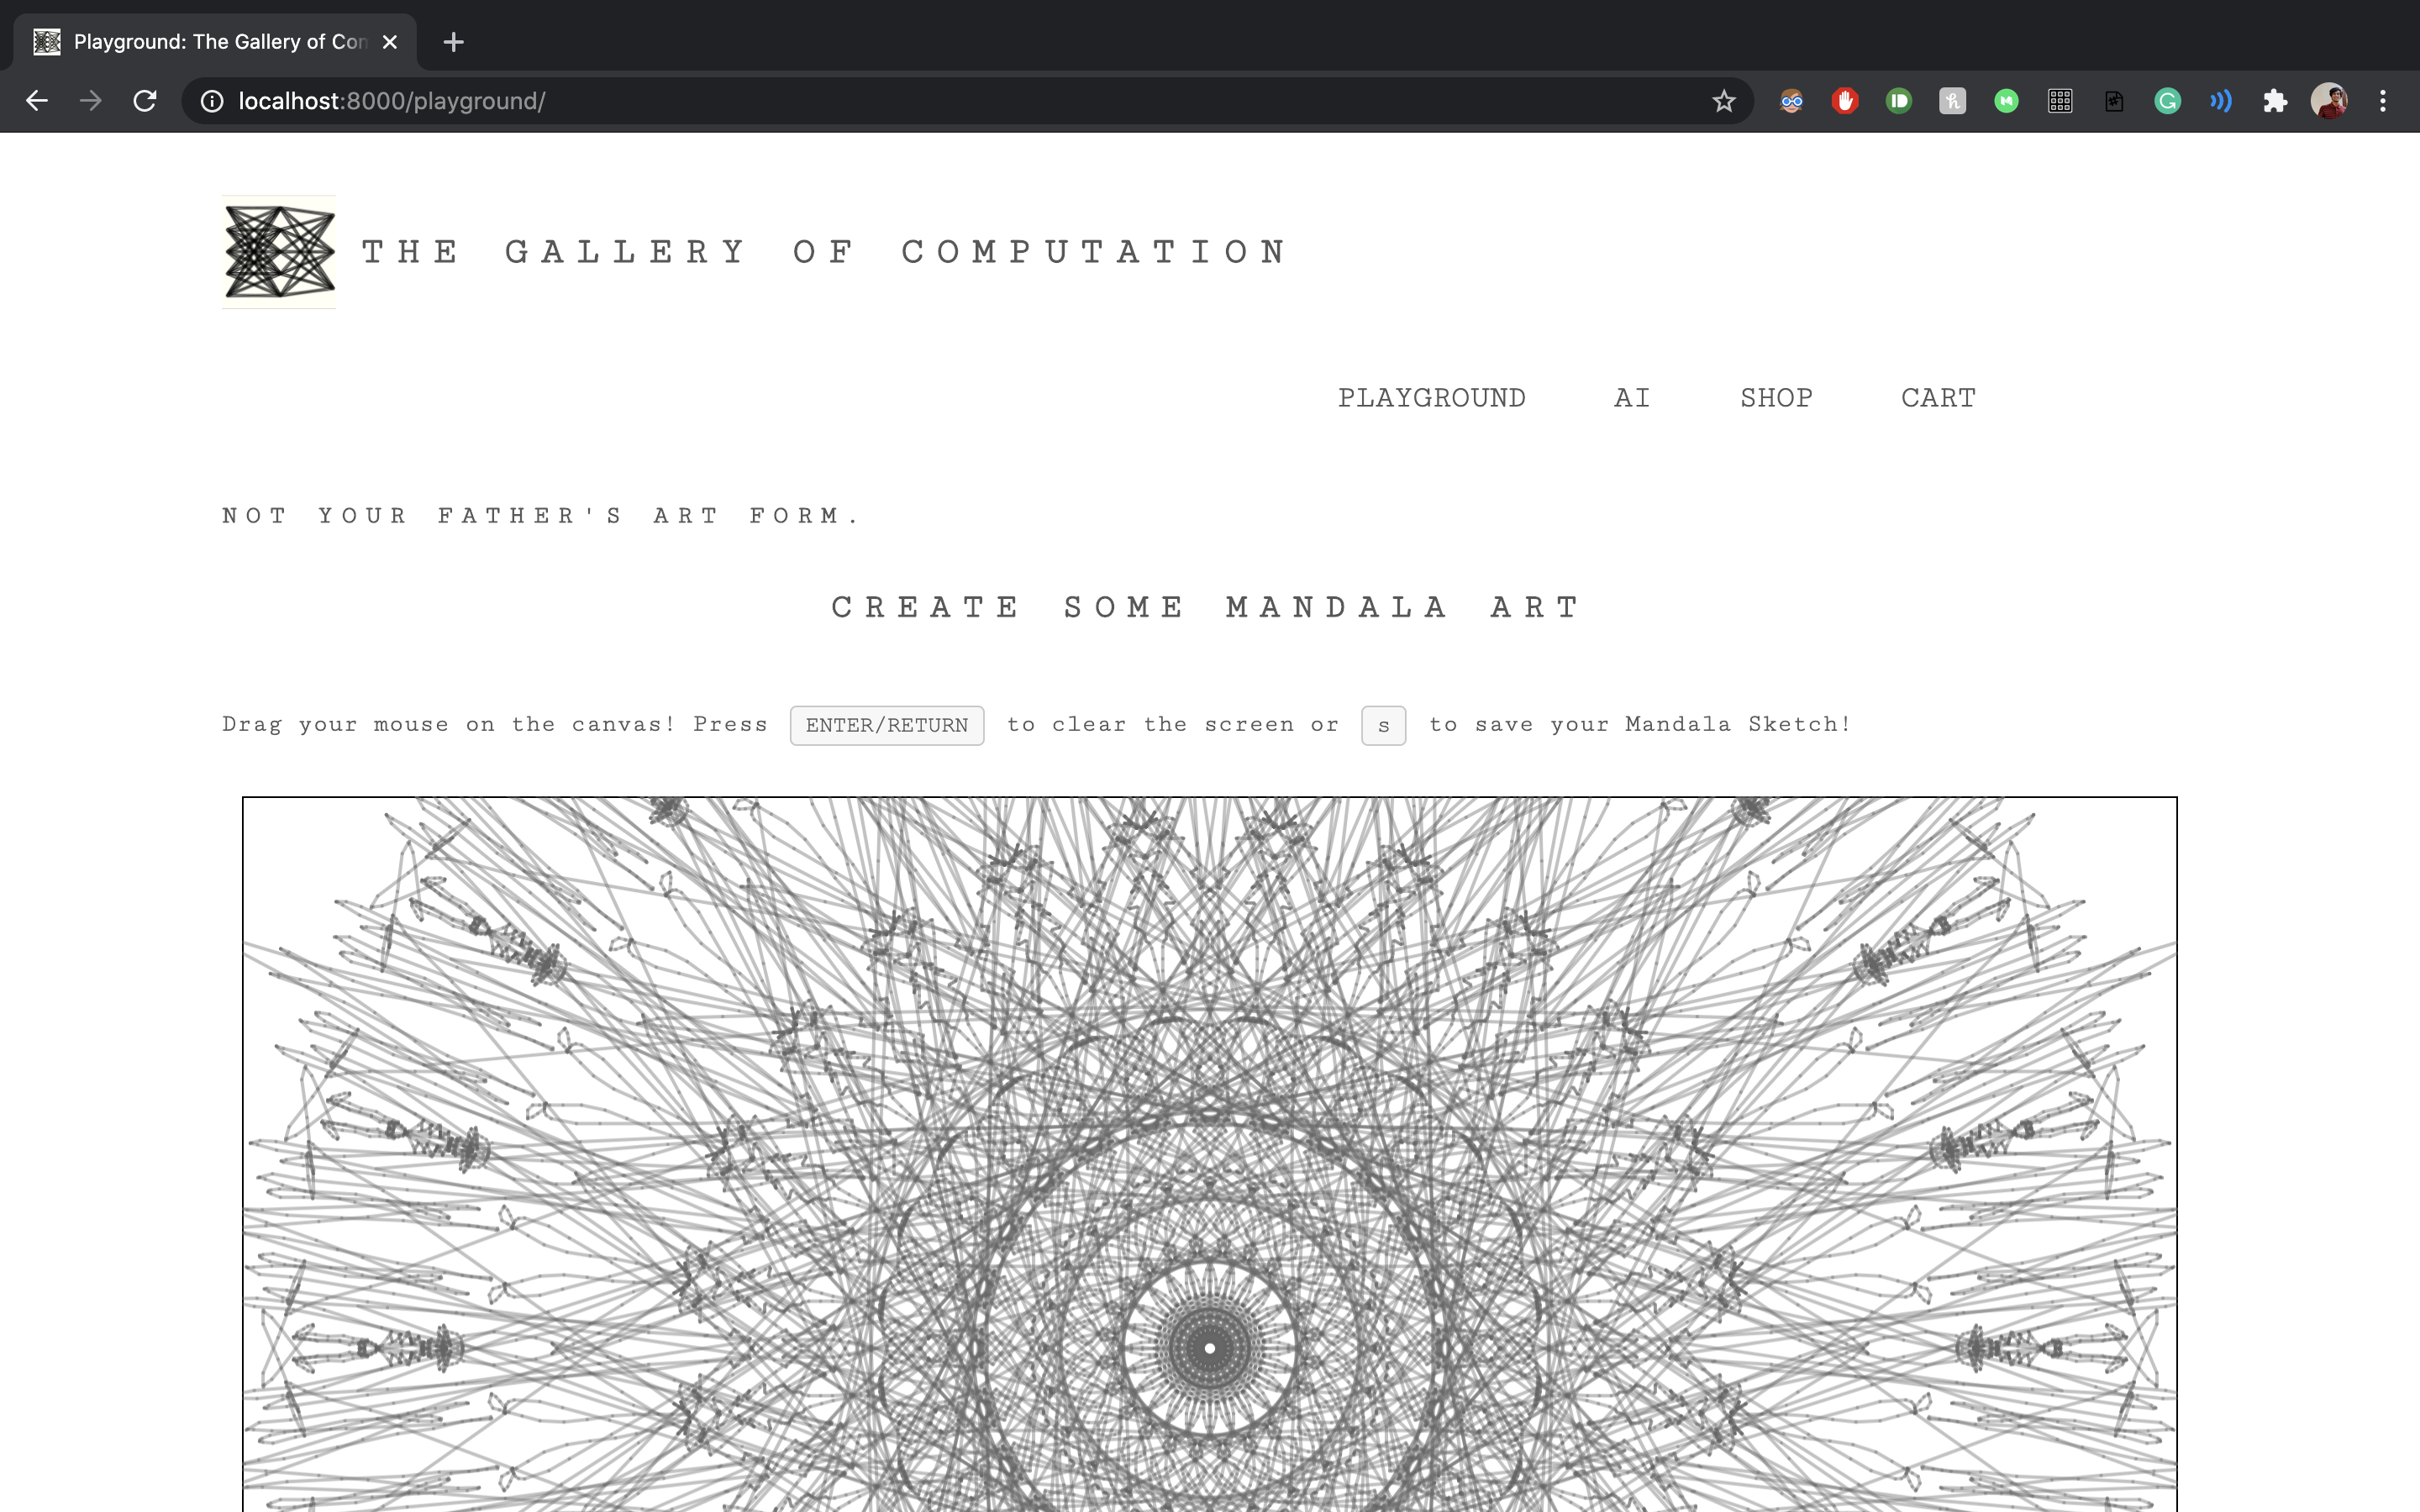 Playground: The Gallery of Con
localhost:8000/playground/
THE GALLERY OF COMPUTATION
PLAYGROUND AI SHOP CART
NOT YOUR FATHER'S ART FORM.
CREATE SOME MANDALA ART
Drag your mouse on the canvas! Press ENTER/RETURN to clear the screen or s to save your Mandala Sketch!